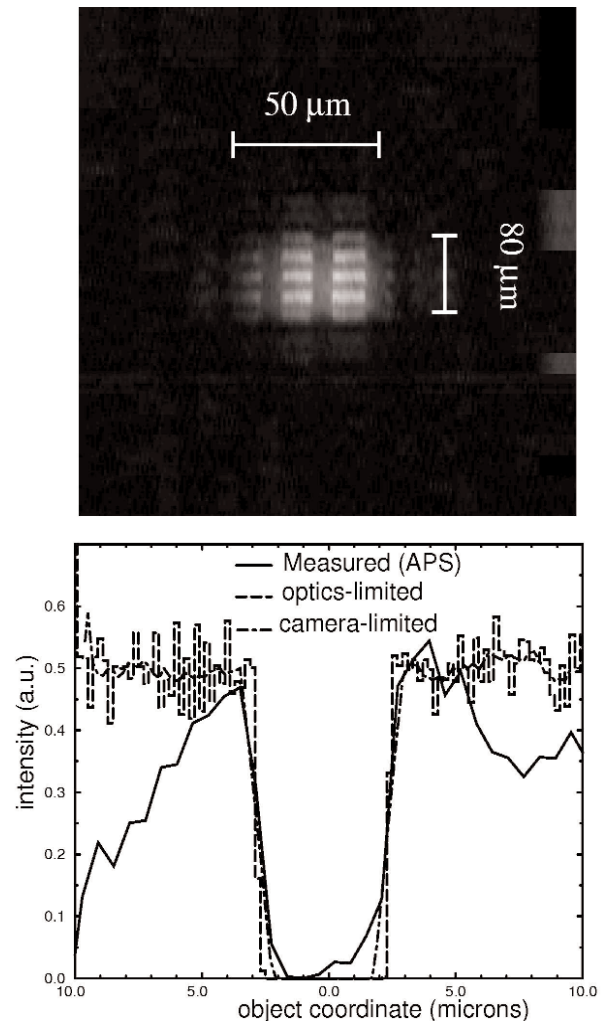 50 µm
80 µm
Measured (APS)
optics-limited
camera-limited
0.6
0.5
0.4
0.3
0.2
0.1
0.0
intensity (a.u.)
10.0 5.0 0.0 5.0 10.0
object coordinate (microns)